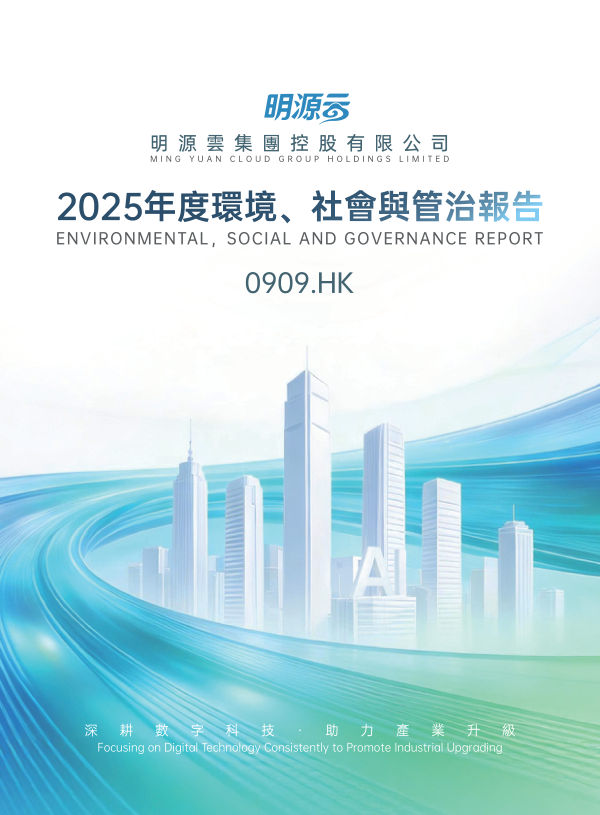 明源云
明源雲集團控股有限公司
MING YUAN CLOUD GROUP HOLDINGS LIMITED
2025年度環境、社會與管治報告
ENVIRONMENTAL, SOCIAL AND GOVERNANCE REPORT
0909.HK
AI
深耕數字科技·助力產業升級
Focusing on Digital Technology Consistently to Promote Industrial Upgrading